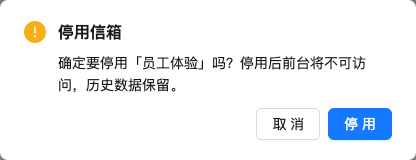 停用信箱
确定要停用「员工体验」吗？停用后前台将不可访
问，历史数据保留。
取 消
停 用